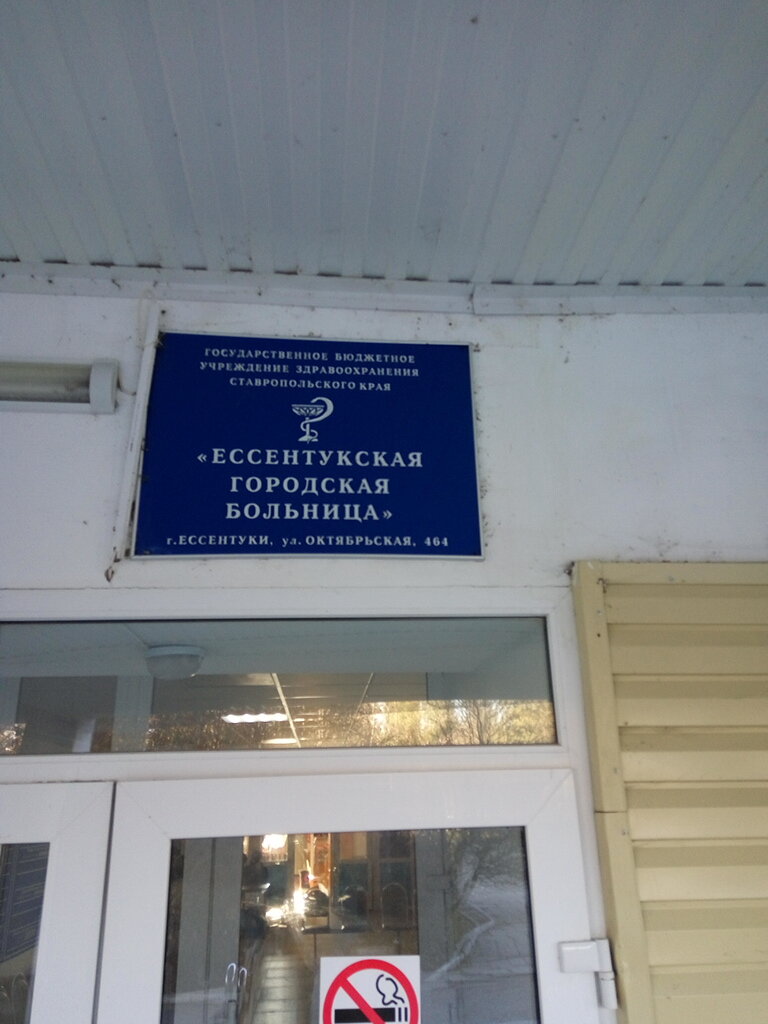 ГОСУДАРСТВЕННОЕ БЮДЖЕТНОЕ
УЧРЕЖДЕНИЕ ЗДРАВООХРАНЕНИЯ
СТАВРОПОЛЬСКОГО КРАЯ
«ЕССЕНТУКСКАЯ
ГОРОДСКАЯ
БОЛЬНИЦА»
г.ЕССЕНТУКИ, ул. ОКТЯБРЬСКАЯ, 464